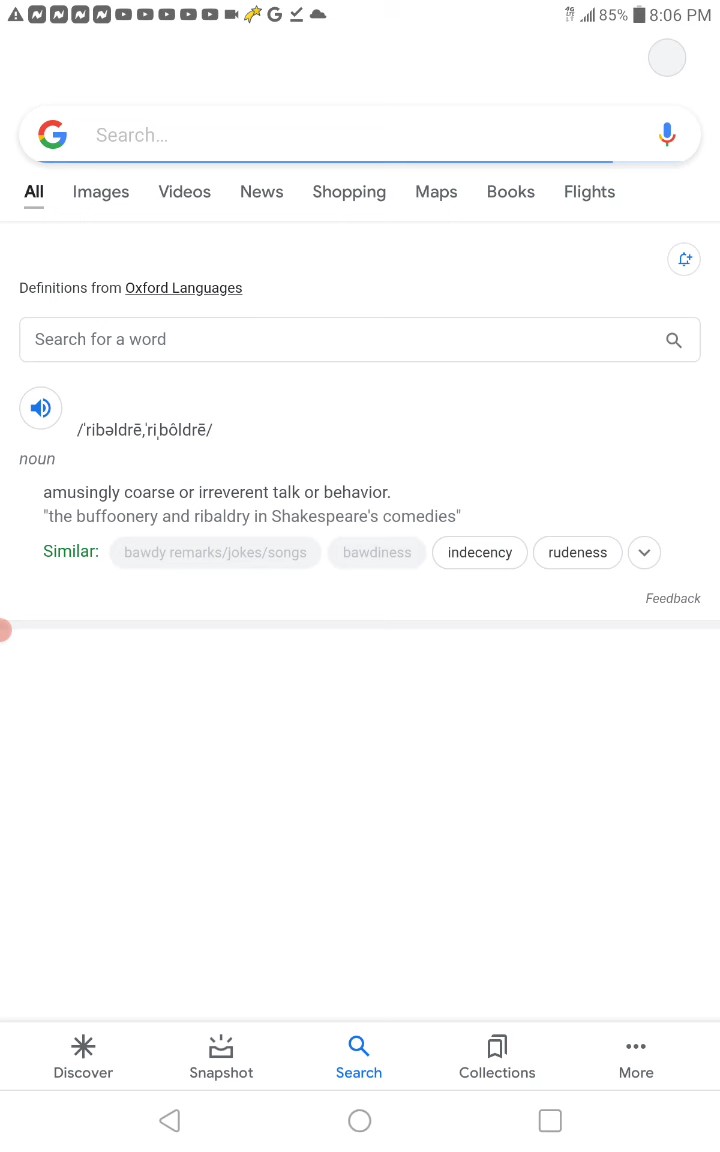 85% 8:06 PM
Search...
All Images Videos News Shopping Maps Books Flights
Definitions from Oxford Languages
Search for a word
/ˈribəldrē,ˈriˌbôldrē/
noun
amusingly coarse or irreverent talk or behavior.
"the buffoonery and ribaldry in Shakespeare's comedies"
Similar: bawdy remarks/jokes/songs bawdiness indecency rudeness
Feedback
Discover Snapshot Search Collections More